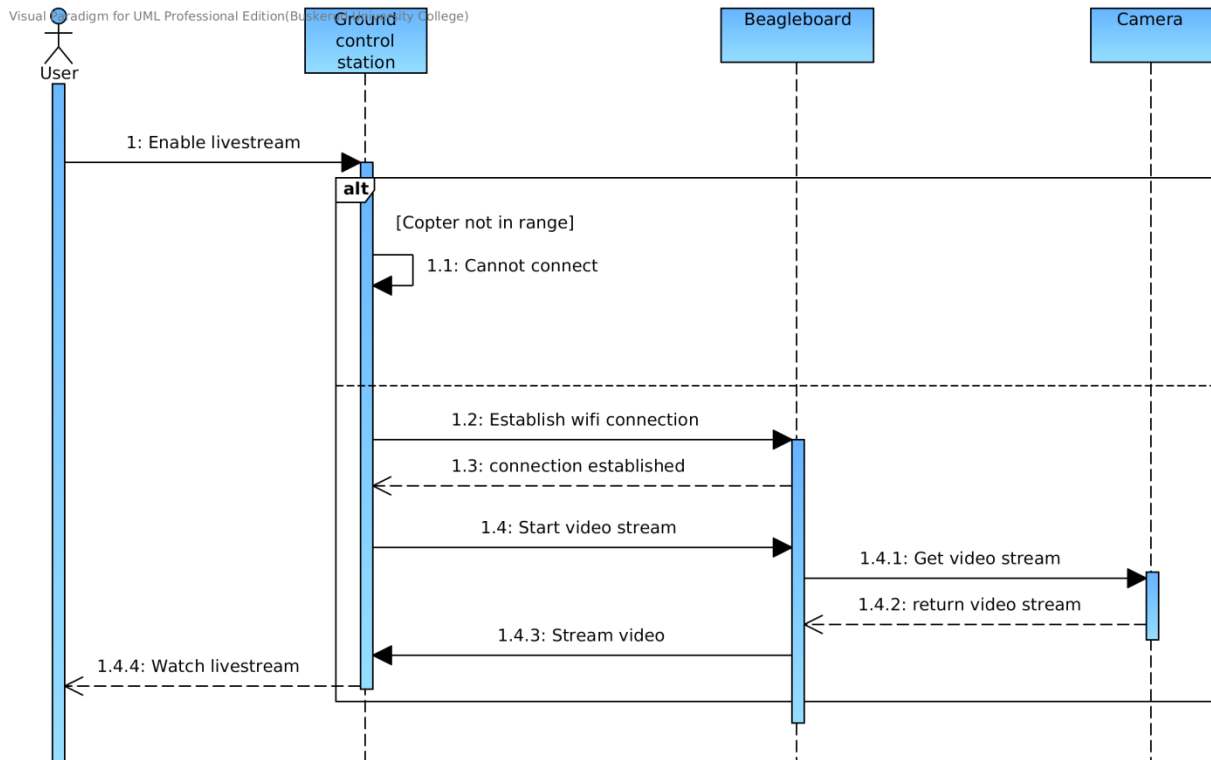 Visual Paradigm for UML Professional Edition(Buskerud University College)
User
Ground
control
station
Beagleboard
Camera
1: Enable livestream
alt
[Copter not in range]
1.1: Cannot connect
1.2: Establish wifi connection
1.3: connection established
1.4: Start video stream
1.4.1: Get video stream
1.4.2: return video stream
1.4.3: Stream video
1.4.4: Watch livestream